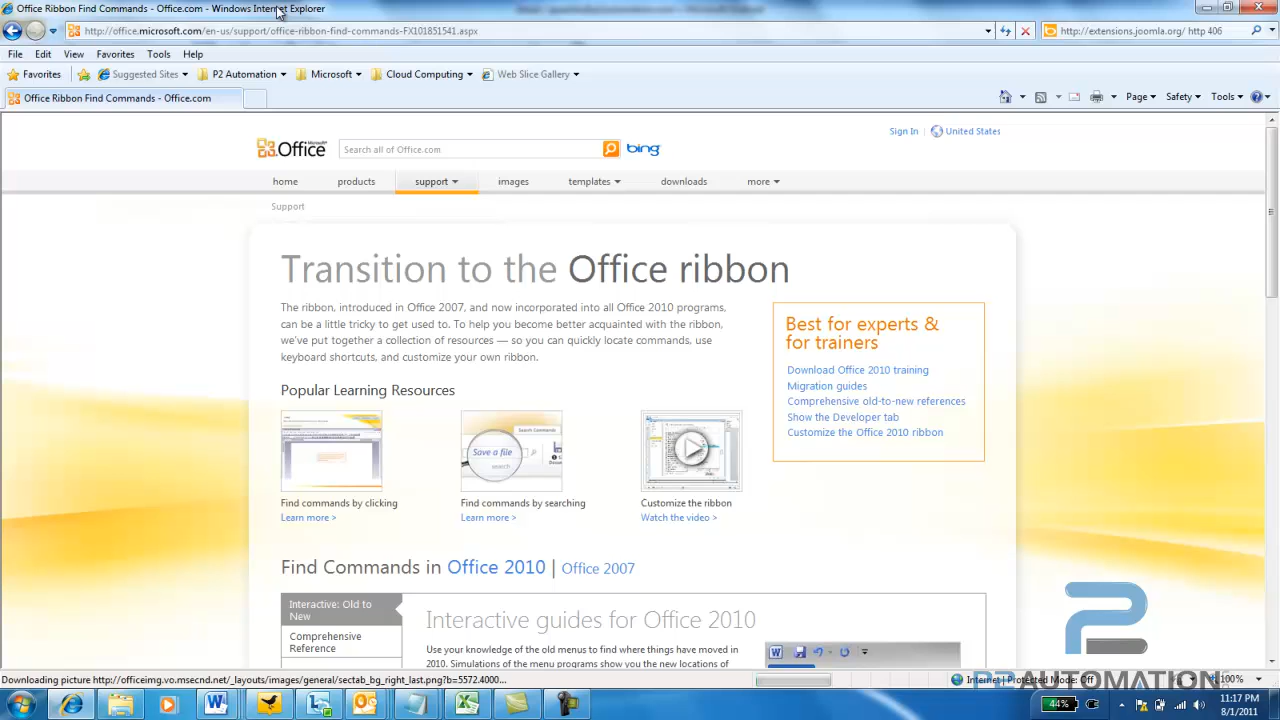 Office Ribbon Find Commands - Office.com - Windows Internet Explorer
http://office.microsoft.com/en-us/support/office-ribbon-find-commands-FX101851541.aspx
http://extensions.joomla.org/ http 406
File Edit View Favorites Tools Help
Favorites Suggested Sites P2 Automation Microsoft Cloud Computing Web Slice Gallery
Office Ribbon Find Commands - Office.com
Page Safety Tools
Sign In | United States
Microsoft Office Search all of Office.com bing
home products support images templates downloads more
Support
Transition to the Office ribbon
The ribbon, introduced in Office 2007, and now incorporated into all Office 2010 programs,
can be a little tricky to get used to. To help you become better acquainted with the ribbon,
we've put together a collection of resources — so you can quickly locate commands, use
keyboard shortcuts, and customize your own ribbon.
Best for experts &
for trainers
Download Office 2010 training
Migration guides
Comprehensive old-to-new references
Show the Developer tab
Customize the Office 2010 ribbon
Popular Learning Resources
Search Commands
Save a file
search
Find commands by clicking
Learn more >
Find commands by searching
Learn more >
Customize the ribbon
Watch the video >
Find Commands in Office 2010 | Office 2007
Interactive: Old to
New
Comprehensive
Reference
Interactive guides for Office 2010
Use your knowledge of the old menus to find where things have moved in
2010. Simulations of the menu programs show you the new locations of
Downloading picture http://officeimg.vo.msecnd.net/_layouts/images/general/sectab_bg_right_last.png?b=5572.4000...
Internet | Protected Mode: Off
100%
P2 AUTOMATION
44%
11:17 PM
8/1/2011